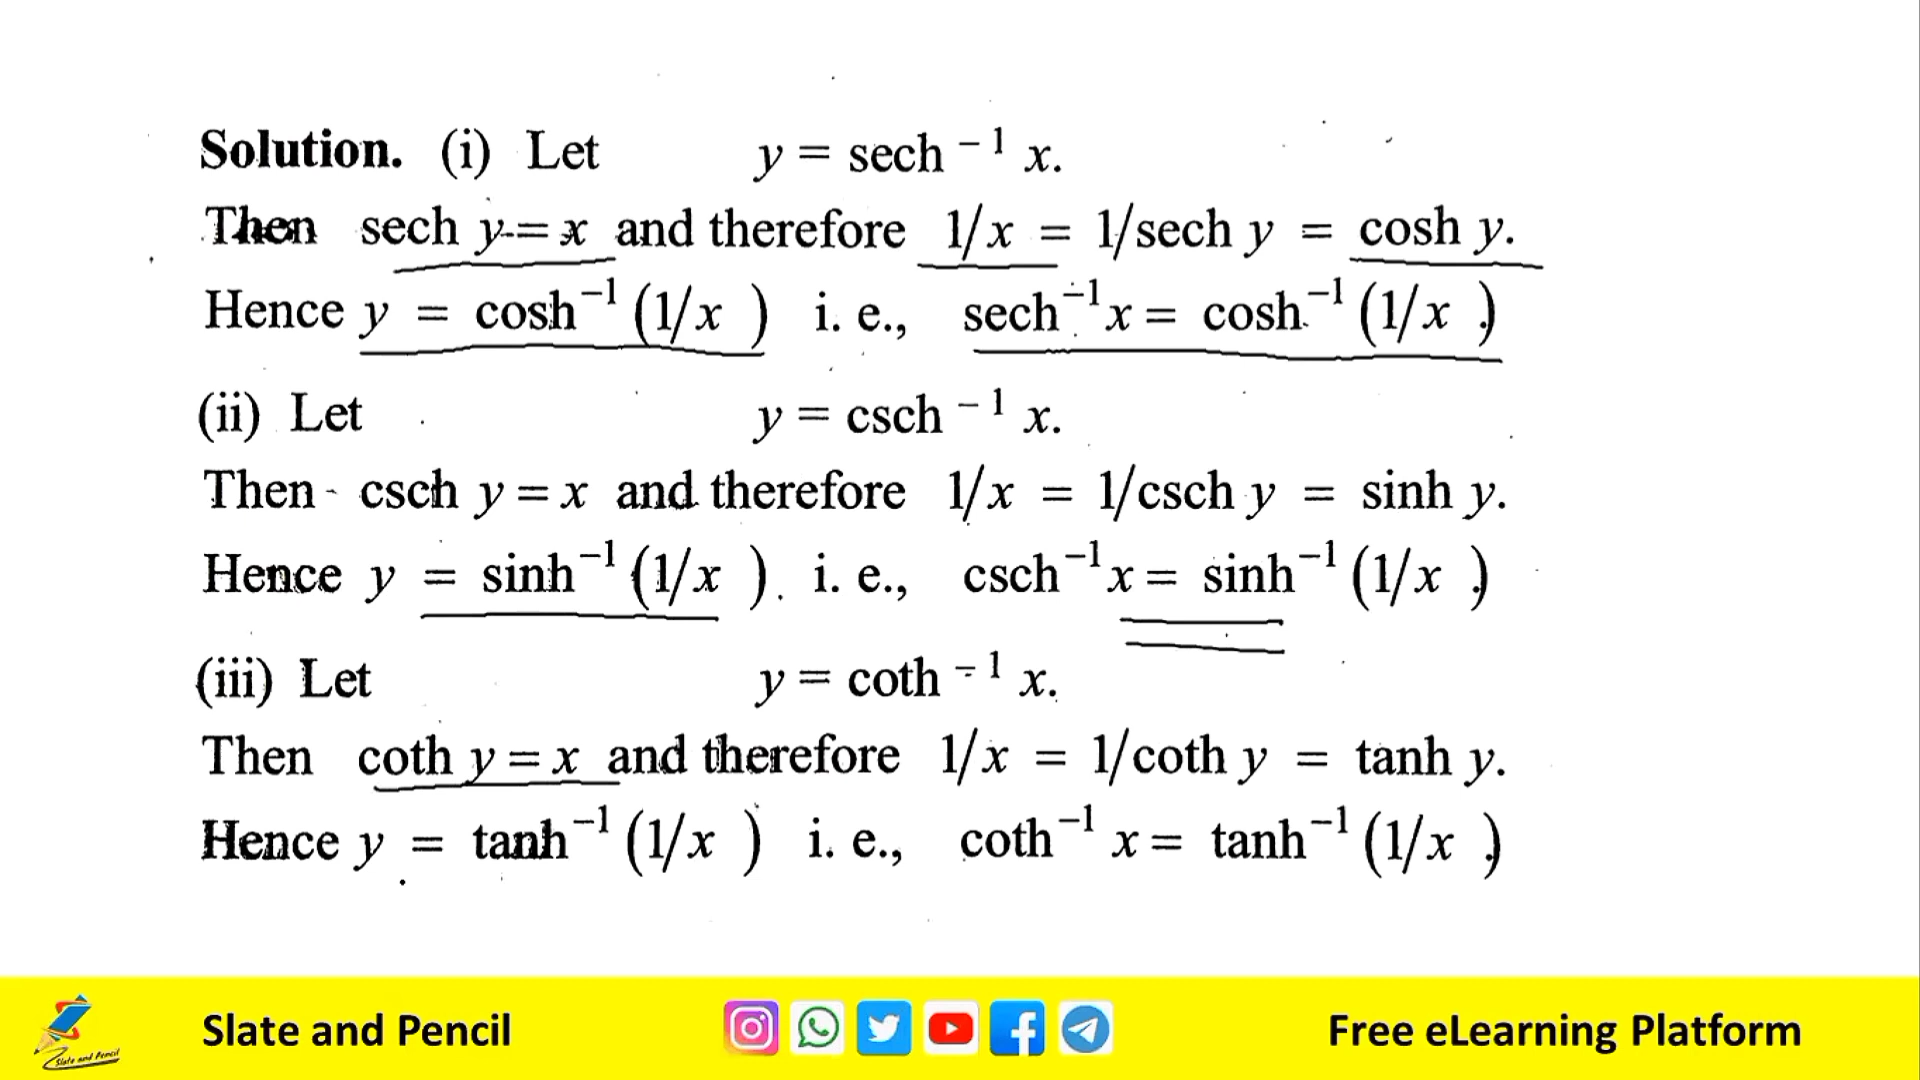 Solution. (i) Let y = sech⁻¹ x.
Then sech y = x and therefore 1/x = 1/sech y = cosh y.
Hence y = cosh⁻¹ (1/x ) i. e., sech⁻¹x = cosh⁻¹ (1/x )
(ii) Let y = csch⁻¹ x.
Then csch y = x and therefore 1/x = 1/csch y = sinh y.
Hence y = sinh⁻¹ (1/x ). i. e., csch⁻¹x = sinh⁻¹ (1/x )
(iii) Let y = coth⁻¹ x.
Then coth y = x and therefore 1/x = 1/coth y = tanh y.
Hence y = tanh⁻¹ (1/x ) i. e., coth⁻¹ x = tanh⁻¹ (1/x )
Slate and Pencil
Slate and Pencil
Free eLearning Platform